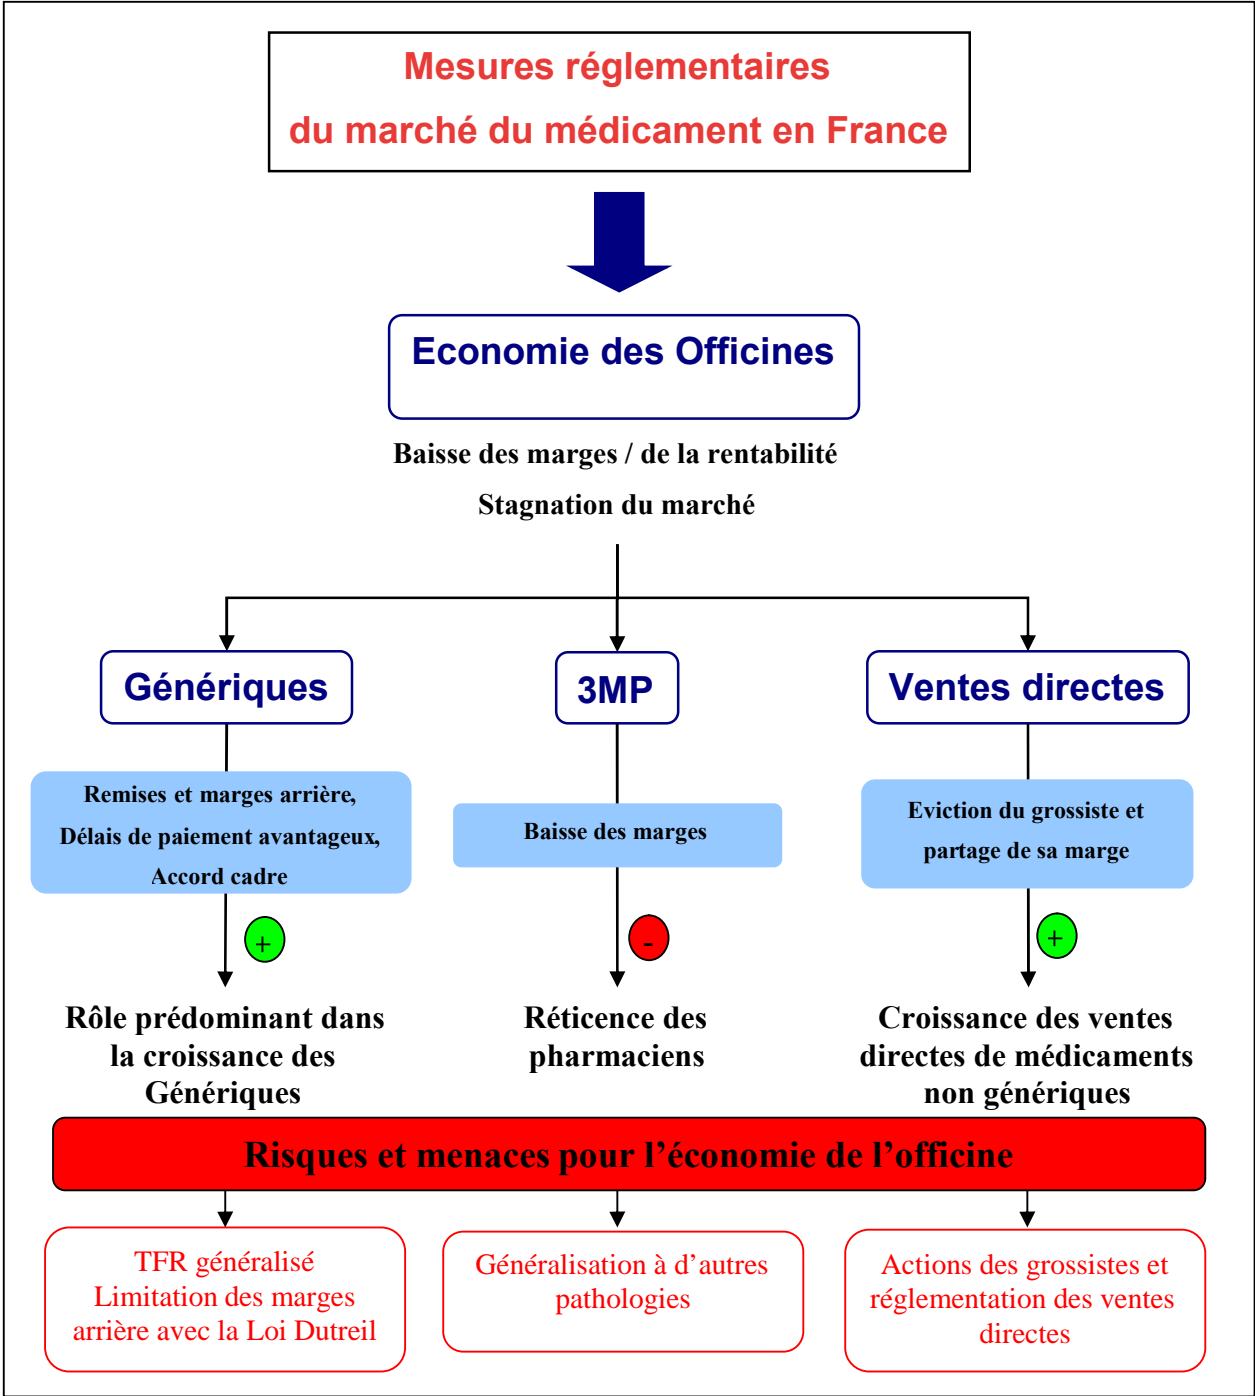 Mesures réglementaires
du marché du médicament en France
Economie des Officines
Baisse des marges / de la rentabilité
Stagnation du marché
Génériques
3MP
Ventes directes
Remises et marges arrière,
Délais de paiement avantageux,
Accord cadre
Baisse des marges
Eviction du grossiste et
partage de sa marge
+
-
+
Rôle prédominant dans
la croissance des
Génériques
Réticence des
pharmaciens
Croissance des ventes
directes de médicaments
non génériques
Risques et menaces pour l’économie de l’officine
TFR généralisé
Limitation des marges
arrière avec la Loi Dutreil
Généralisation à d’autres
pathologies
Actions des grossistes et
réglementation des ventes
directes